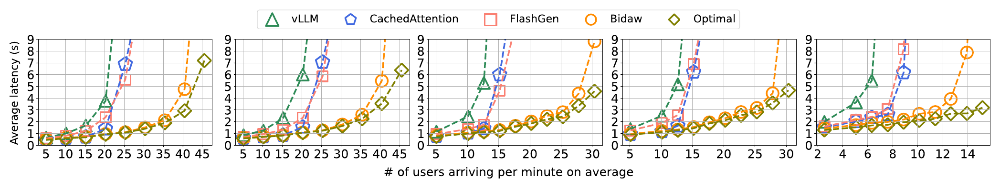 vLLM CachedAttention FlashGen Bidaw Optimal
Average latency (s)
9 8 7 6 5 4 3 2 1 0
5 10 15 20 25 30 35 40 45
9 8 7 6 5 4 3 2 1 0
5 10 15 20 25 30 35 40 45
9 8 7 6 5 4 3 2 1 0
5 10 15 20 25 30
9 8 7 6 5 4 3 2 1 0
5 10 15 20 25 30
9 8 7 6 5 4 3 2 1 0
2 4 6 8 10 12 14
# of users arriving per minute on average